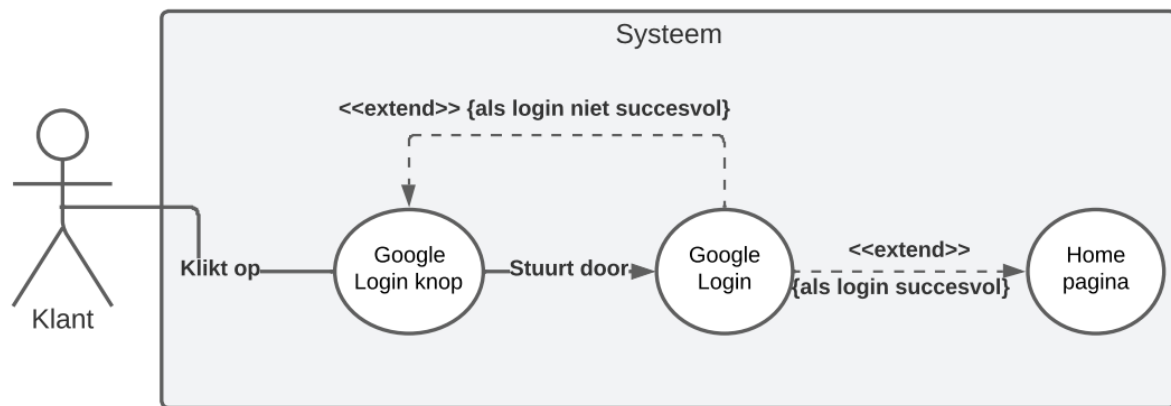 Systeem
<<extend>> {als login niet succesvol}
Klant
Klikt op
Google
Login knop
Stuurt door
Google
Login
<<extend>>
{als login succesvol}
Home
pagina